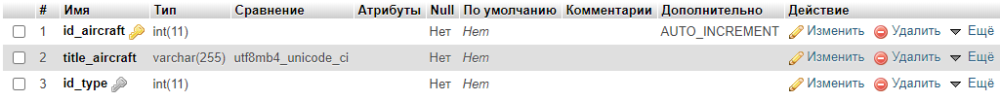 # Имя Тип Сравнение Атрибуты Null По умолчанию Комментарии Дополнительно Действие
1 id_aircraft int(11) Нет Нет AUTO_INCREMENT Изменить Удалить Ещё
2 title_aircraft varchar(255) utf8mb4_unicode_ci Нет Нет Изменить Удалить Ещё
3 id_type int(11) Нет Нет Изменить Удалить Ещё